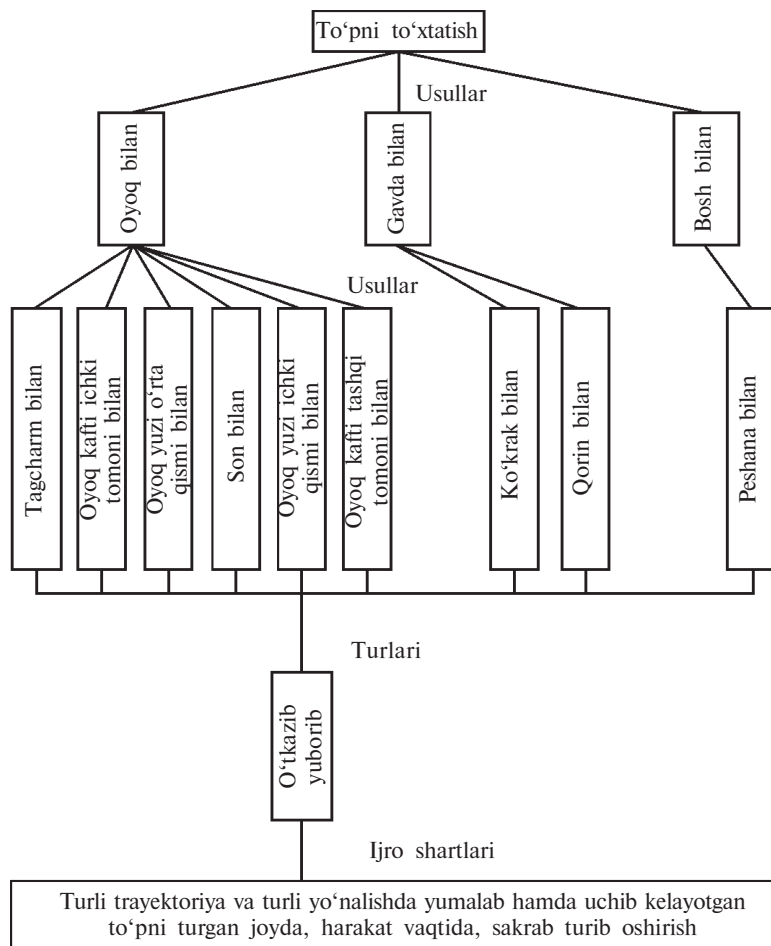 To‘pni to‘xtatish
Usullar
Oyoq bilan
Gavda bilan
Bosh bilan
Usullar
Tagcharm bilan
Oyoq kafti ichki
tomoni bilan
Oyoq yuzi o‘rta
qismi bilan
Son bilan
Oyoq yuzi ichki
qismi bilan
Oyoq kafti tashqi
tomoni bilan
Ko‘krak bilan
Qorin bilan
Peshana bilan
Turlari
O‘tkazib
yuborib
Ijro shartlari
Turli trayektoriya va turli yo‘nalishda yumalab hamda uchib kelayotgan
to‘pni turgan joyda, harakat vaqtida, sakrab turib oshirish